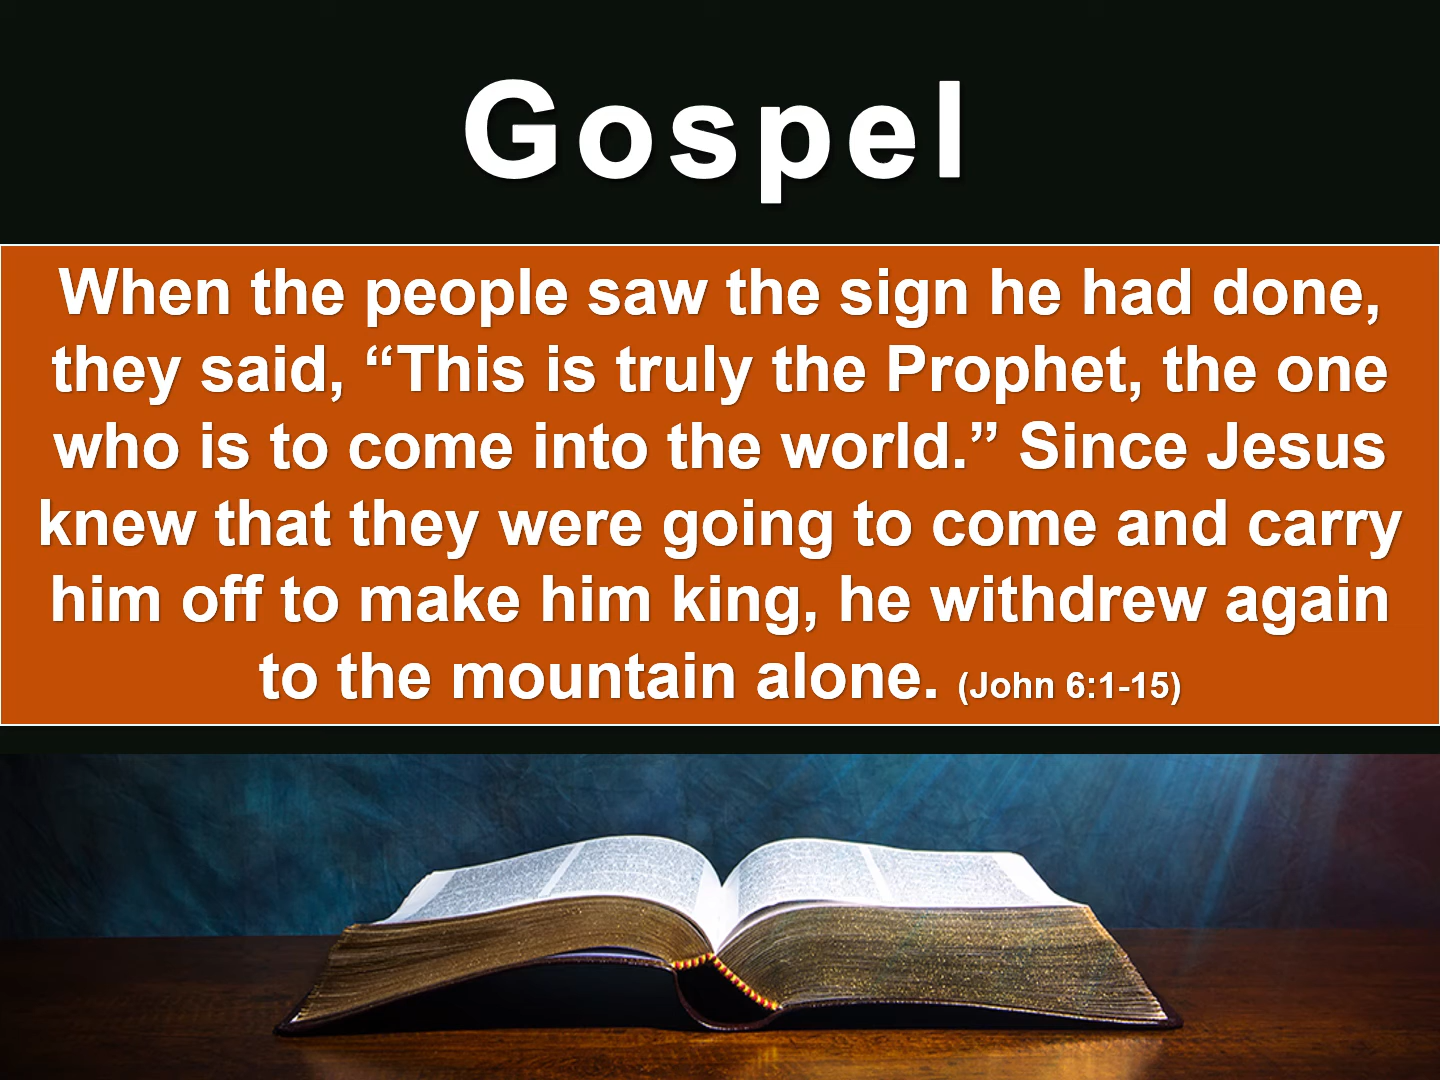 Gospel
When the people saw the sign he had done,
they said, “This is truly the Prophet, the one
who is to come into the world.” Since Jesus
knew that they were going to come and carry
him off to make him king, he withdrew again
to the mountain alone. (John 6:1-15)